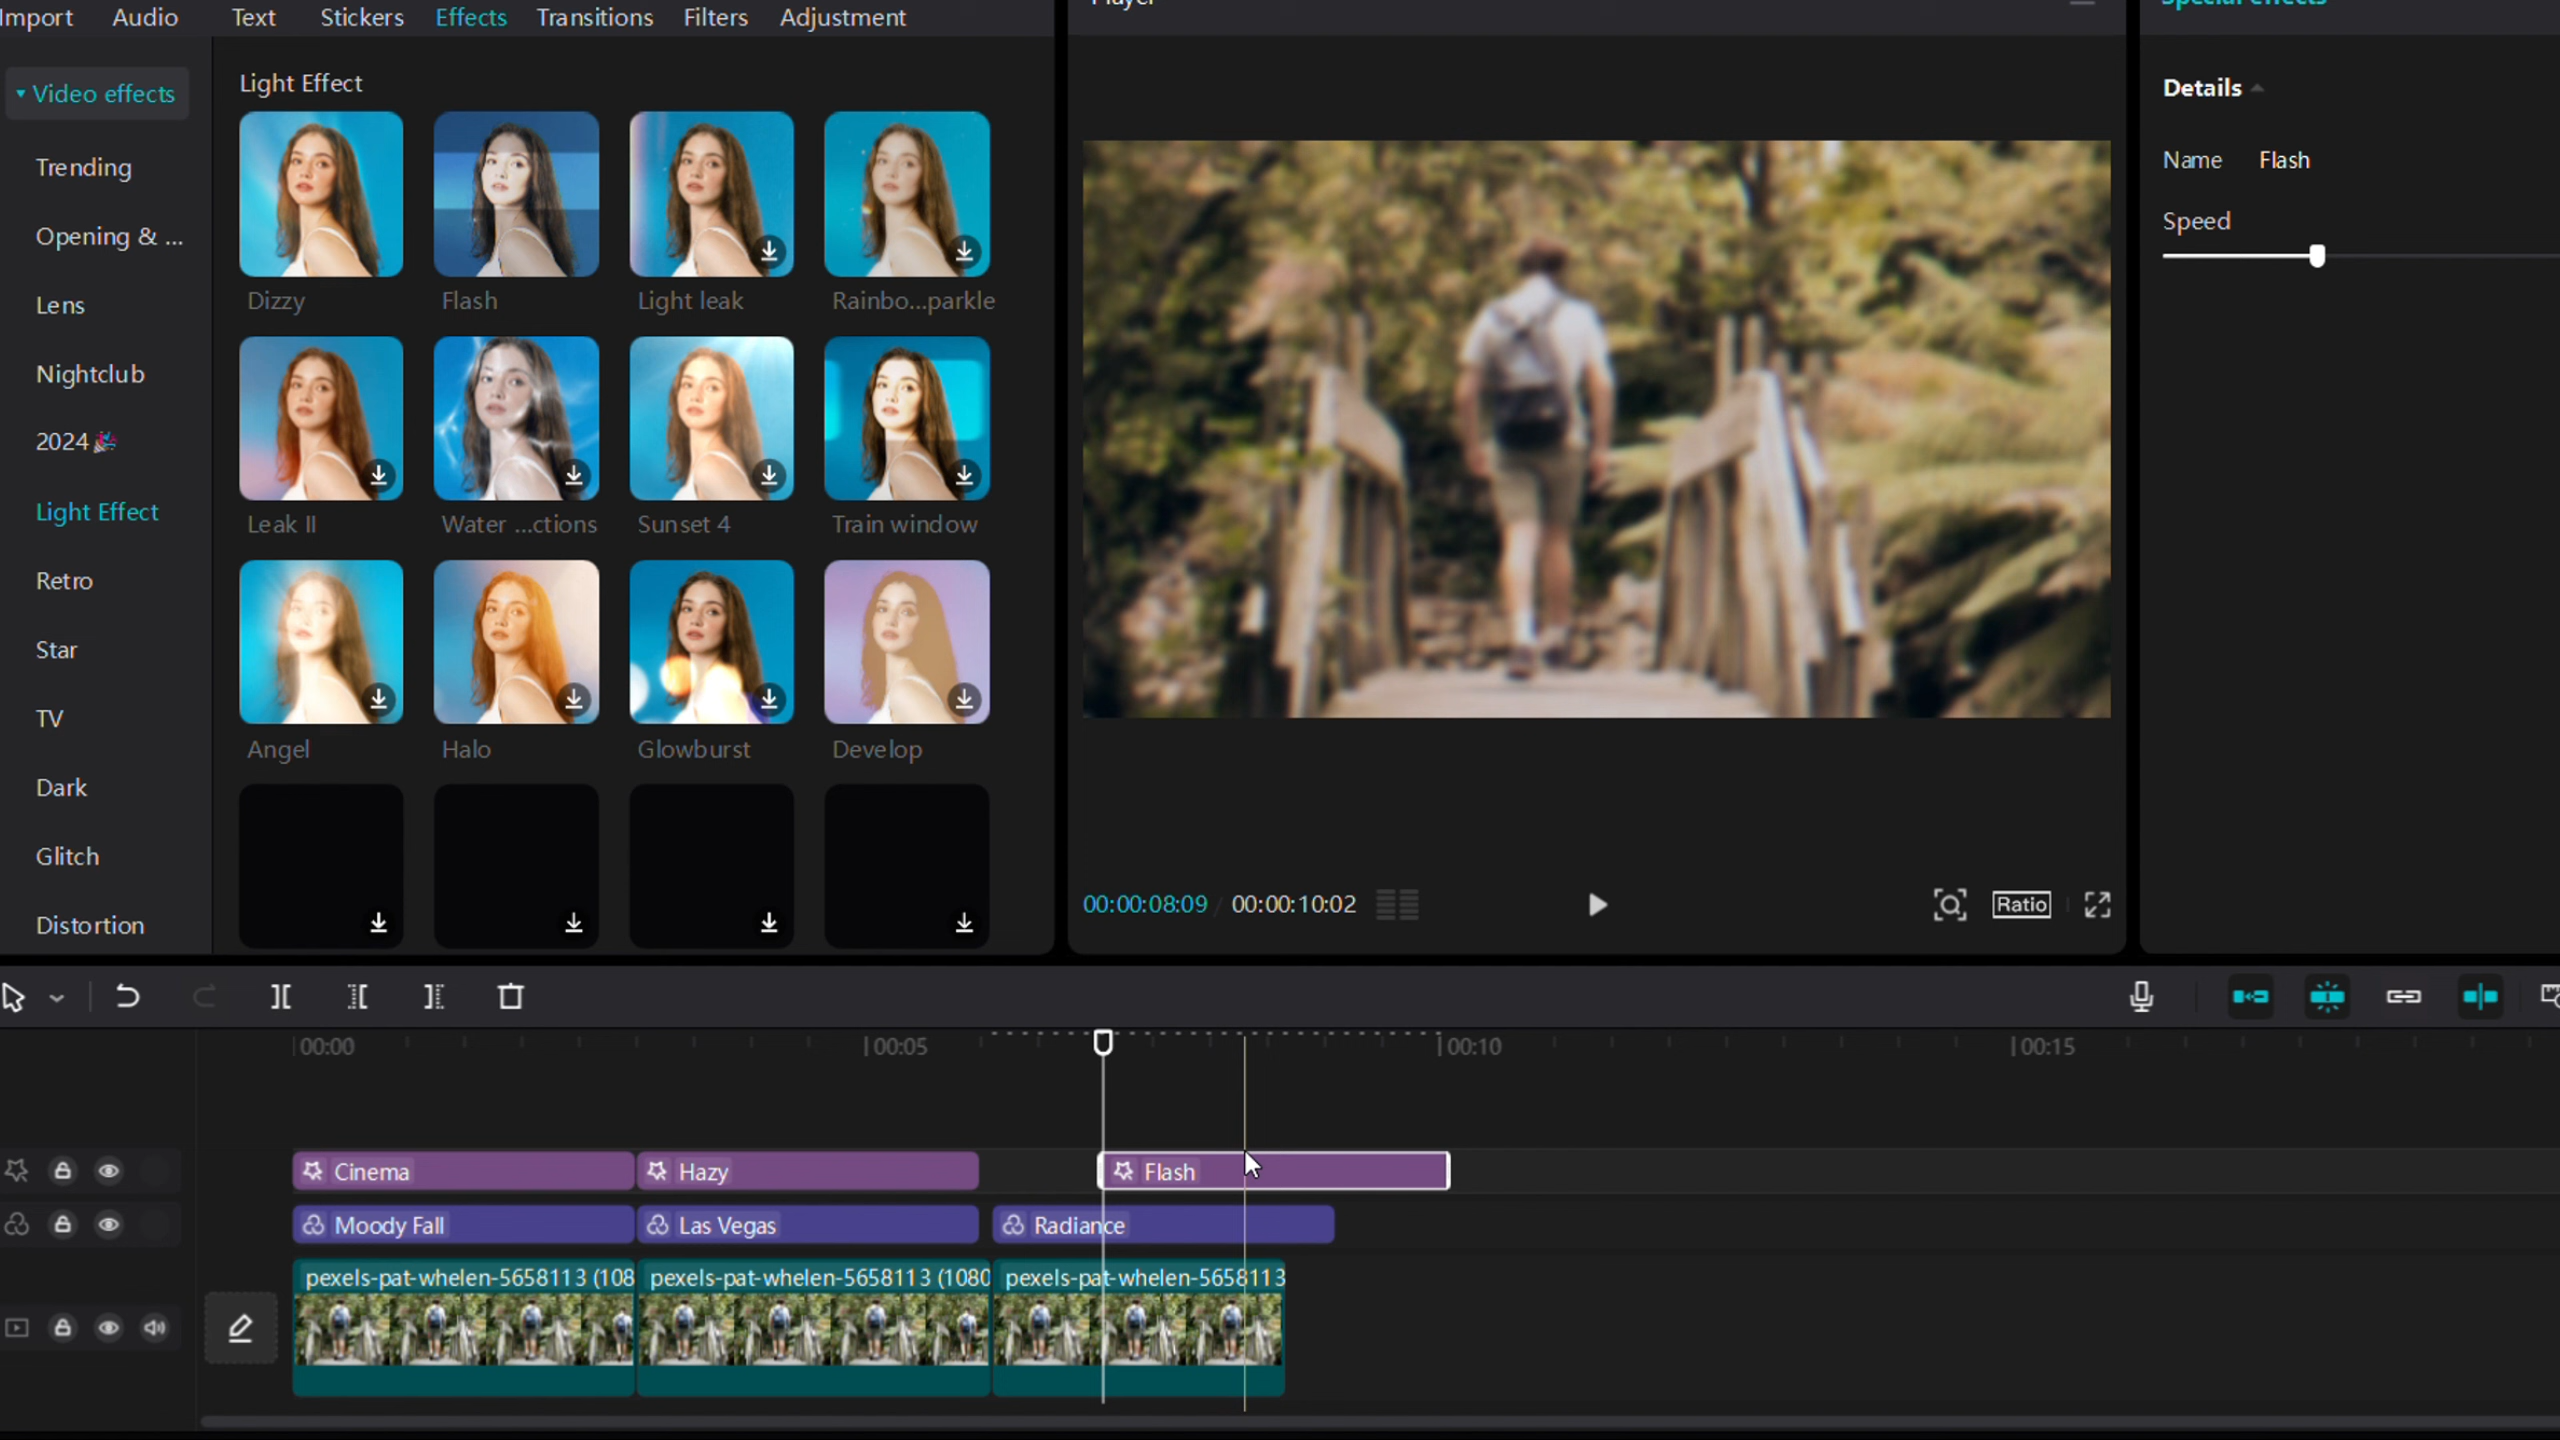 Import Audio Text Stickers Effects Transitions Filters Adjustment
Video effects
Trending
Opening & ...
Lens
Nightclub
2024
Light Effect
Retro
Star
TV
Dark
Glitch
Distortion
Light Effect
Dizzy Flash Light leak Rainbo...parkle
Leak II Water ...ctions Sunset 4 Train window
Angel Halo Glowburst Develop
Player
00:00:08:09 / 00:00:10:02
Ratio
Special effects
Details
Name Flash
Speed
00:00 00:05 00:10 00:15
Cinema Hazy Flash
Moody Fall Las Vegas Radiance
pexels-pat-whelen-5658113 (108 pexels-pat-whelen-5658113 (1080 pexels-pat-whelen-5658113